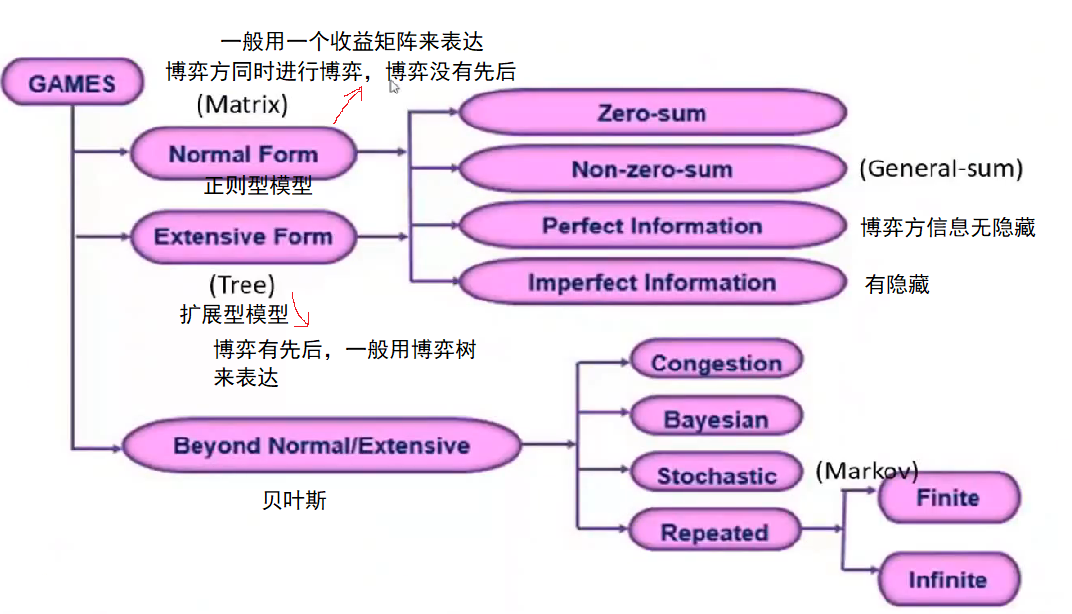 一般用一个收益矩阵来表达
博弈方同时进行博弈，博弈没有先后
GAMES
(Matrix)
Normal Form
正则型模型
Extensive Form
(Tree)
扩展型模型
博弈有先后，一般用博弈树
来表达
Zero-sum
Non-zero-sum
(General-sum)
Perfect Information
博弈方信息无隐藏
Imperfect Information
有隐藏
Beyond Normal/Extensive
贝叶斯
Congestion
Bayesian
Stochastic
(Markov)
Repeated
Finite
Infinite